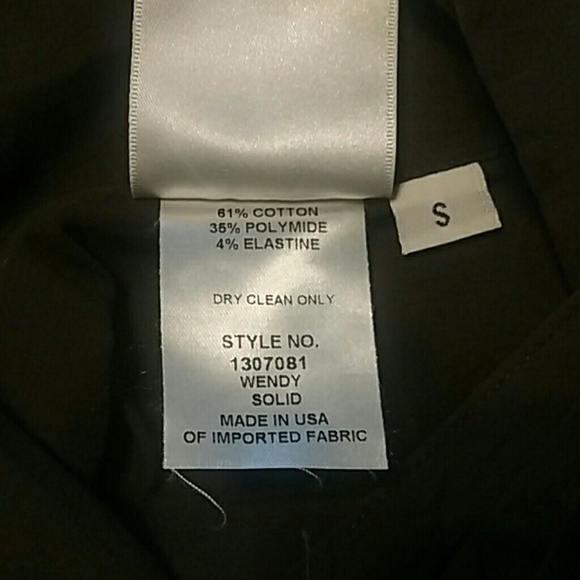 61% COTTON
35% POLYMIDE
4% ELASTINE
S
DRY CLEAN ONLY
STYLE NO.
1307081
WENDY
SOLID
MADE IN USA
OF IMPORTED FABRIC